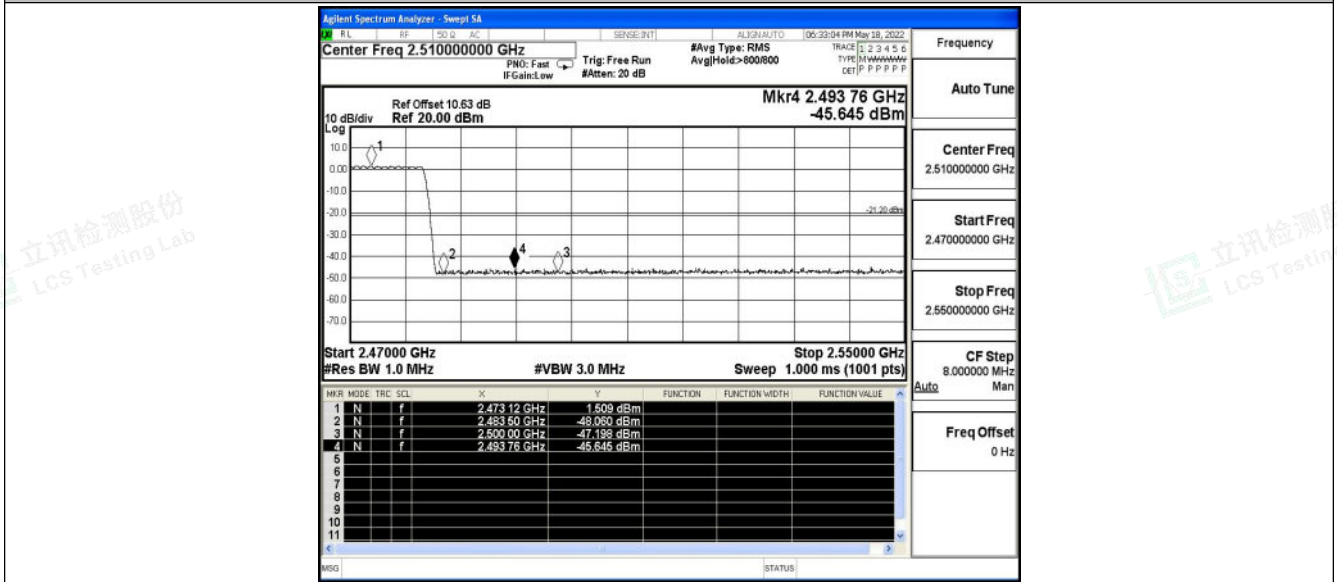 Agilent Spectrum Analyzer - Swept SA
RL RF 50 Ω AC SENSE:INT ALIGNAUTO 06:33:04 PM May 18, 2022
Center Freq 2.510000000 GHz
PNO: Fast
IFGain:Low
Trig: Free Run
#Atten: 20 dB
#Avg Type: RMS
Avg|Hold:>800/800
TRACE 1 2 3 4 5 6
TYPE MWWWWW
DET P P P P P P
Ref Offset 10.63 dB
10 dB/div Ref 20.00 dBm
Log
Mkr4 2.493 76 GHz
-45.645 dBm
10.0
0.00
-10.0
-20.0
-30.0
-40.0
-50.0
-60.0
-70.0
1
2
4
3
-21.20 dBm
Start 2.47000 GHz Stop 2.55000 GHz
#Res BW 1.0 MHz #VBW 3.0 MHz Sweep 1.000 ms (1001 pts)
MKR MODE TRC SCL X Y FUNCTION FUNCTION WIDTH FUNCTION VALUE
1 N f 2.473 12 GHz 1.509 dBm
2 N f 2.483 50 GHz -48.060 dBm
3 N f 2.500 00 GHz -47.198 dBm
4 N f 2.493 76 GHz -45.645 dBm
5
6
7
8
9
10
11
MSG STATUS
Frequency
Auto Tune
Center Freq
2.510000000 GHz
Start Freq
2.470000000 GHz
Stop Freq
2.550000000 GHz
CF Step
8.000000 MHz
Auto Man
Freq Offset
0 Hz
立讯检测股份
LCS Testing Lab
立讯检测
LCS Testin